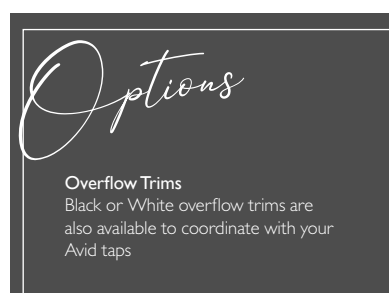 Options
Overflow Trims
Black or White overflow trims are
also available to coordinate with your
Avid taps